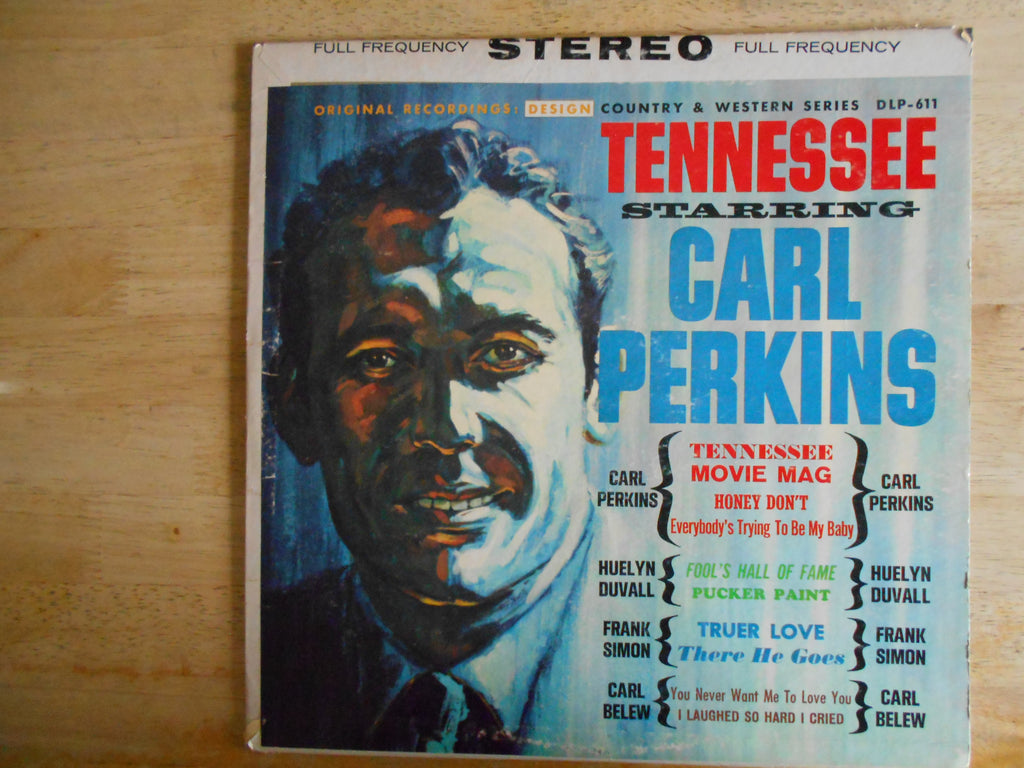 FULL FREQUENCY STEREO FULL FREQUENCY
ORIGINAL RECORDINGS: DESIGN COUNTRY & WESTERN SERIES DLP-611
TENNESSEE
STARRING
CARL
PERKINS
CARL PERKINS
TENNESSEE
MOVIE MAG
HONEY DON'T
Everybody's Trying To Be My Baby
CARL PERKINS
HUELYN DUVALL
FOOL'S HALL OF FAME
PUCKER PAINT
HUELYN DUVALL
FRANK SIMON
TRUER LOVE
There He Goes
FRANK SIMON
CARL BELEW
You Never Want Me To Love You
I LAUGHED SO HARD I CRIED
CARL BELEW